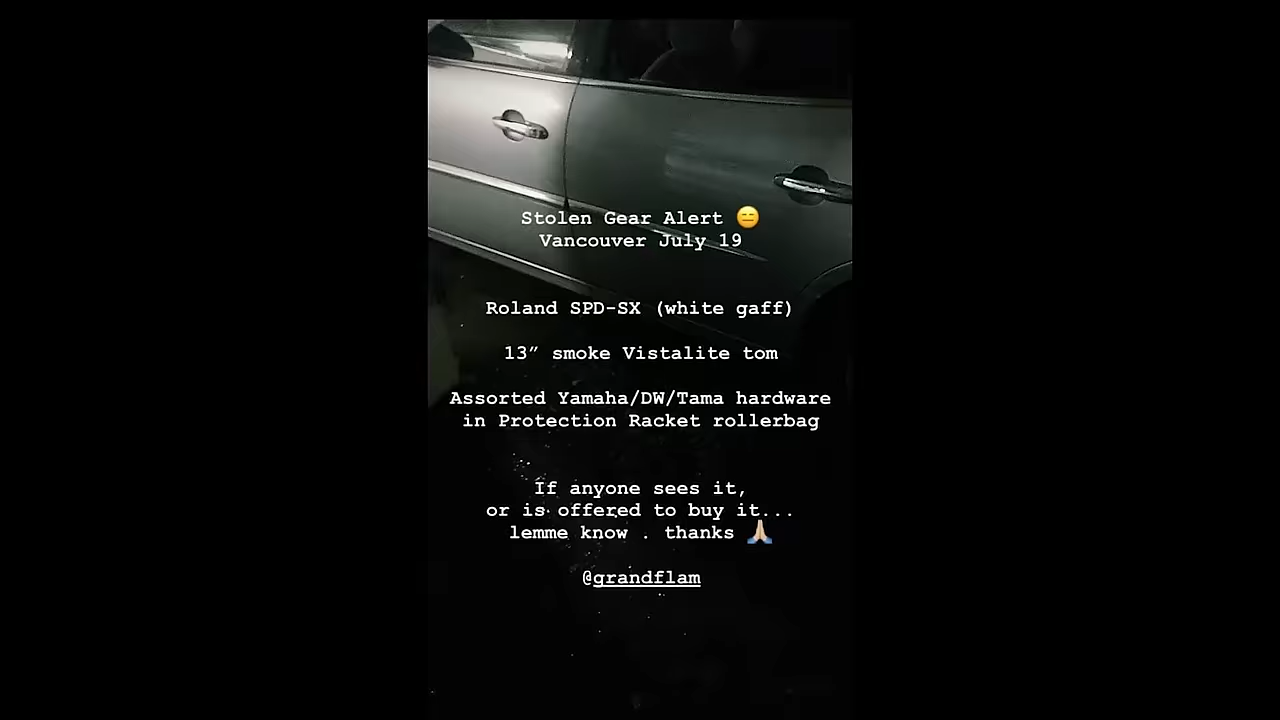 Stolen Gear Alert 😑
Vancouver July 19
Roland SPD-SX (white gaff)
13” smoke Vistalite tom
Assorted Yamaha/DW/Tama hardware
in Protection Racket rollerbag
If anyone sees it,
or is offered to buy it...
lemme know . thanks 🙏🏼
@grandflam